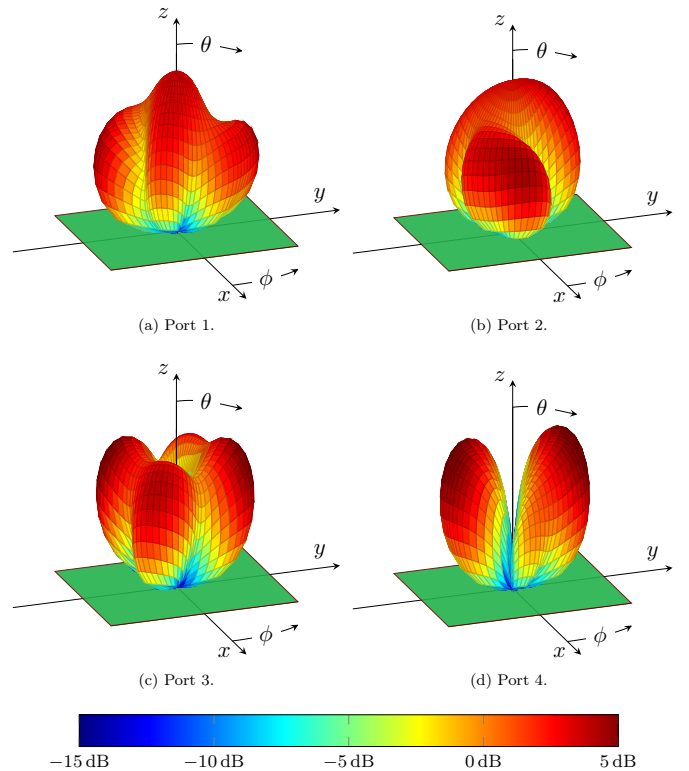 z
θ
y
x
ϕ
(a) Port 1.
z
θ
y
x
ϕ
(b) Port 2.
z
θ
y
x
ϕ
(c) Port 3.
z
θ
y
x
ϕ
(d) Port 4.
−15 dB −10 dB −5 dB 0 dB 5 dB